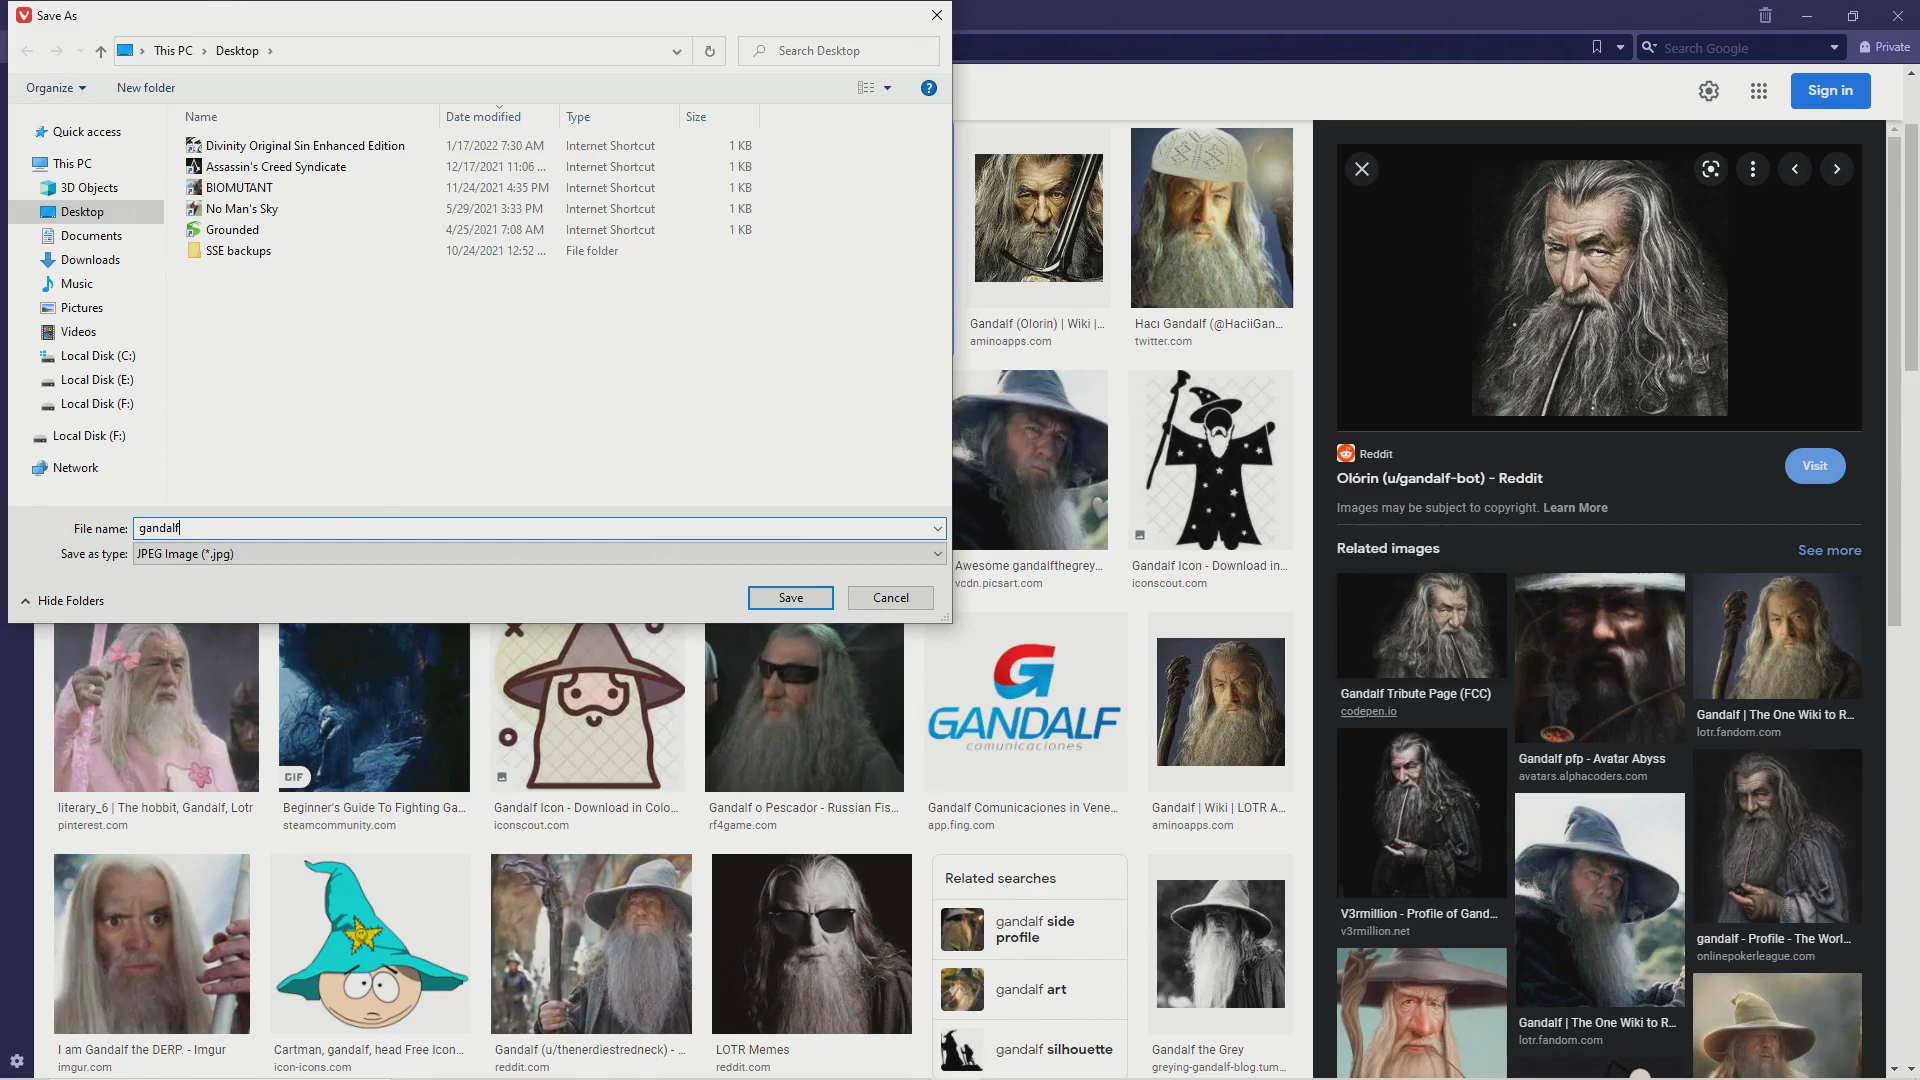 Save As
This PC
Desktop
Search Desktop
Search Google
Private
Organize
New folder
Sign in
Name
Date modified
Type
Size
Quick access
This PC
3D Objects
Desktop
Documents
Downloads
Music
Pictures
Videos
Local Disk (C:)
Local Disk (E:)
Local Disk (F:)
Local Disk (F:)
Network
Divinity Original Sin Enhanced Edition 1/17/2022 7:30 AM Internet Shortcut 1 KB
Assassin's Creed Syndicate 12/17/2021 11:06 ... Internet Shortcut 1 KB
BIOMUTANT 11/24/2021 4:35 PM Internet Shortcut 1 KB
No Man's Sky 5/29/2021 3:33 PM Internet Shortcut 1 KB
Grounded 4/25/2021 7:08 AM Internet Shortcut 1 KB
SSE backups 10/24/2021 12:52 ... File folder
File name: gandalf
Save as type: JPEG Image (*.jpg)
Hide Folders
Save
Cancel
Gandalf (Olorin) | Wiki |...
aminoapps.com
Hacı Gandalf (@HaciiGan...
twitter.com
Awesome gandalfthegrey...
vcdn.picsart.com
Gandalf Icon - Download in...
iconscout.com
GIF
G
GANDALF
comunicaciones
literary_6 | The hobbit, Gandalf, Lotr
pinterest.com
Beginner's Guide To Fighting Ga...
steamcommunity.com
Gandalf Icon - Download in Colo...
iconscout.com
Gandalf o Pescador - Russian Fis...
rf4game.com
Gandalf Comunicaciones in Vene...
app.fing.com
Gandalf | Wiki | LOTR A...
aminoapps.com
Related searches
gandalf side profile
gandalf art
gandalf silhouette
I am Gandalf the DERP. - Imgur
imgur.com
Cartman, gandalf, head Free Icon...
icon-icons.com
Gandalf (u/thenerdiestredneck) - ...
reddit.com
LOTR Memes
reddit.com
Gandalf the Grey
greying-gandalf-blog.tum...
Reddit
Olórin (u/gandalf-bot) - Reddit
Visit
Images may be subject to copyright. Learn More
Related images
See more
Gandalf Tribute Page (FCC)
codepen.io
Gandalf pfp - Avatar Abyss
avatars.alphacoders.com
Gandalf | The One Wiki to R...
lotr.fandom.com
V3rmillion - Profile of Gand...
v3rmillion.net
Gandalf | The One Wiki to R...
lotr.fandom.com
gandalf - Profile - The Worl...
onlinepokerleague.com